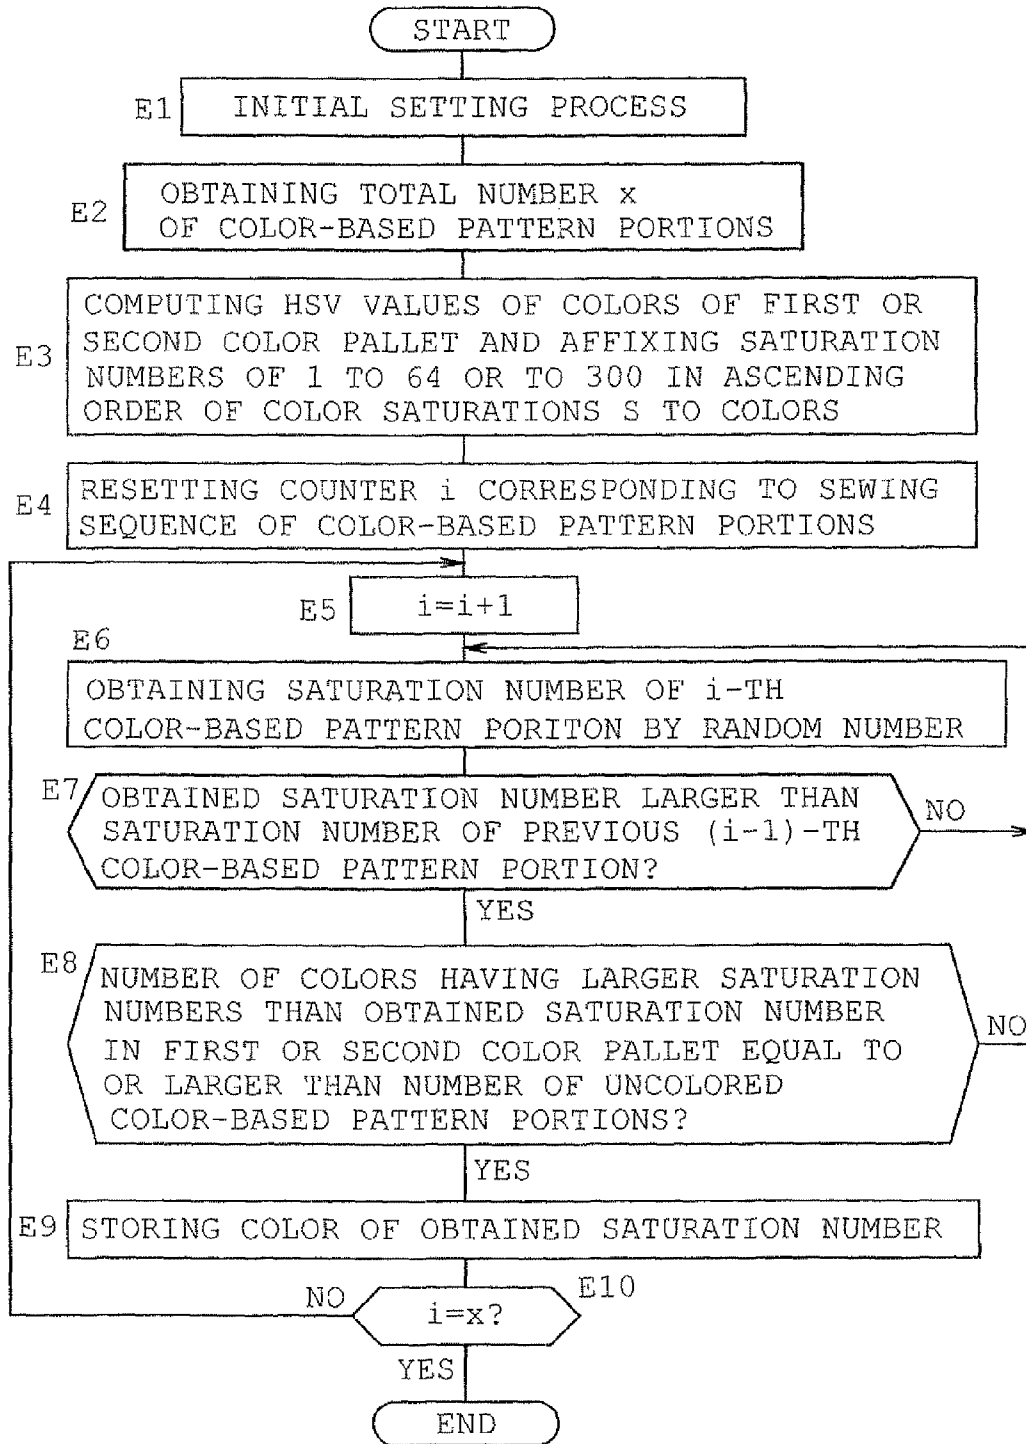 START
E1 INITIAL SETTING PROCESS
E2 OBTAINING TOTAL NUMBER x
OF COLOR-BASED PATTERN PORTIONS
E3 COMPUTING HSV VALUES OF COLORS OF FIRST OR
SECOND COLOR PALLET AND AFFIXING SATURATION
NUMBERS OF 1 TO 64 OR TO 300 IN ASCENDING
ORDER OF COLOR SATURATIONS S TO COLORS
E4 RESETTING COUNTER i CORRESPONDING TO SEWING
SEQUENCE OF COLOR-BASED PATTERN PORTIONS
E5 i=i+1
E6
OBTAINING SATURATION NUMBER OF i-TH
COLOR-BASED PATTERN PORITON BY RANDOM NUMBER
E7 OBTAINED SATURATION NUMBER LARGER THAN
SATURATION NUMBER OF PREVIOUS (i-1)-TH
COLOR-BASED PATTERN PORTION?
NO
YES
E8 NUMBER OF COLORS HAVING LARGER SATURATION
NUMBERS THAN OBTAINED SATURATION NUMBER
IN FIRST OR SECOND COLOR PALLET EQUAL TO
OR LARGER THAN NUMBER OF UNCOLORED
COLOR-BASED PATTERN PORTIONS?
NO
YES
E9 STORING COLOR OF OBTAINED SATURATION NUMBER
E10
NO
i=x?
YES
END